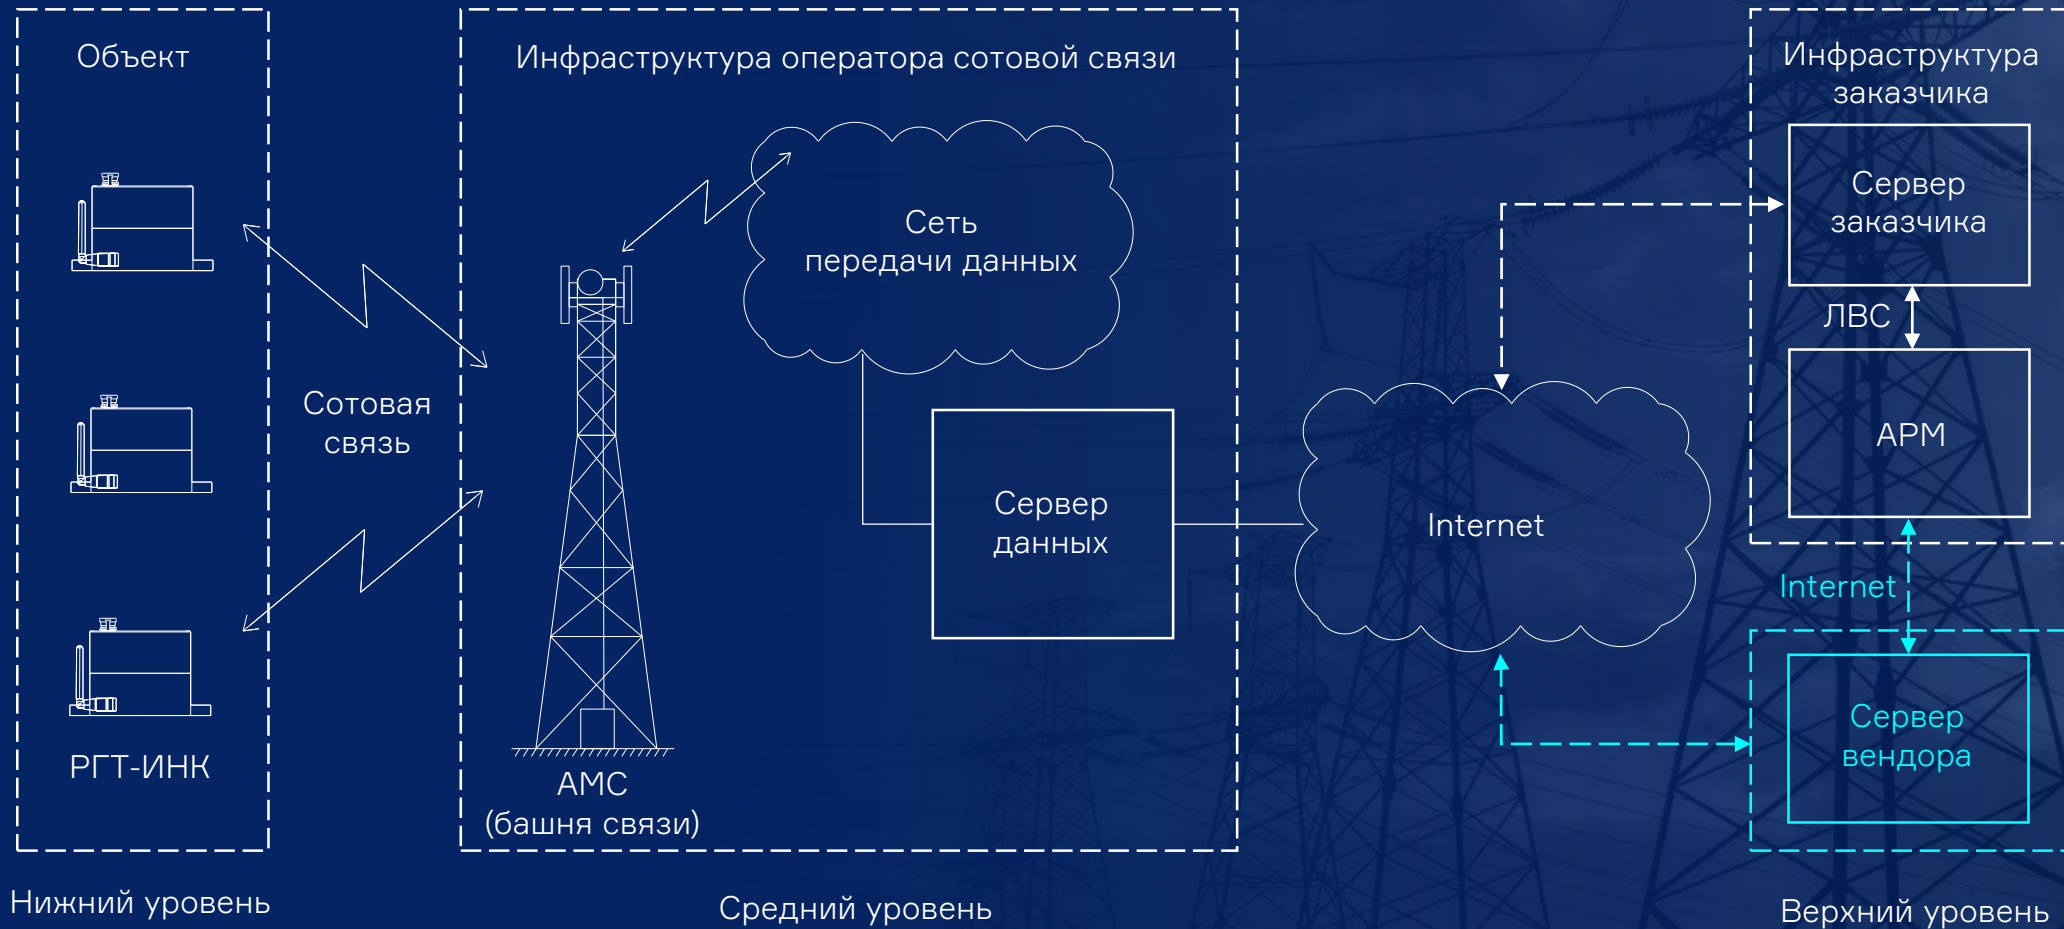 Объект
РГТ-ИНК
Нижний уровень
Сотовая
связь
Инфраструктура оператора сотовой связи
Сеть
передачи данных
Сервер
данных
АМС
(башня связи)
Средний уровень
Internet
Инфраструктура
заказчика
Сервер
заказчика
ЛВС
АРМ
Internet
Сервер
вендора
Верхний уровень